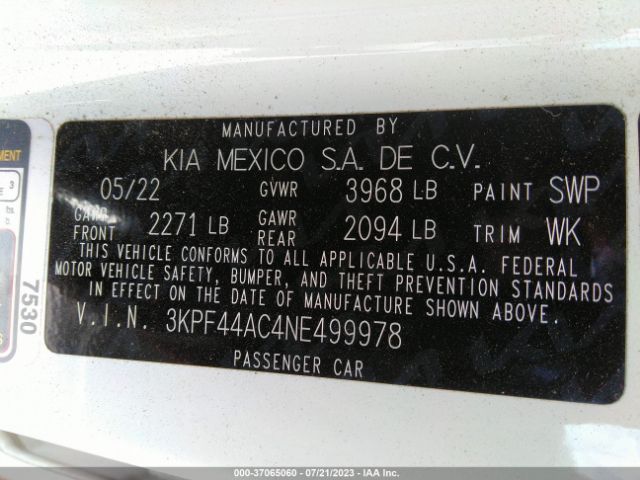 MANUFACTURED BY
KIA MEXICO S.A. DE C.V.
05/22 GVWR 3968 LB PAINT SWP
GAWR FRONT 2271 LB GAWR REAR 2094 LB TRIM WK
THIS VEHICLE CONFORMS TO ALL APPLICABLE U.S.A. FEDERAL
MOTOR VEHICLE SAFETY, BUMPER, AND THEFT PREVENTION STANDARDS
IN EFFECT ON THE DATE OF MANUFACTURE SHOWN ABOVE.
V.I.N. 3KPF44AC4NE499978
PASSENGER CAR
7530
MENT
3
000-37065060 - 07/21/2023 - IAA Inc.